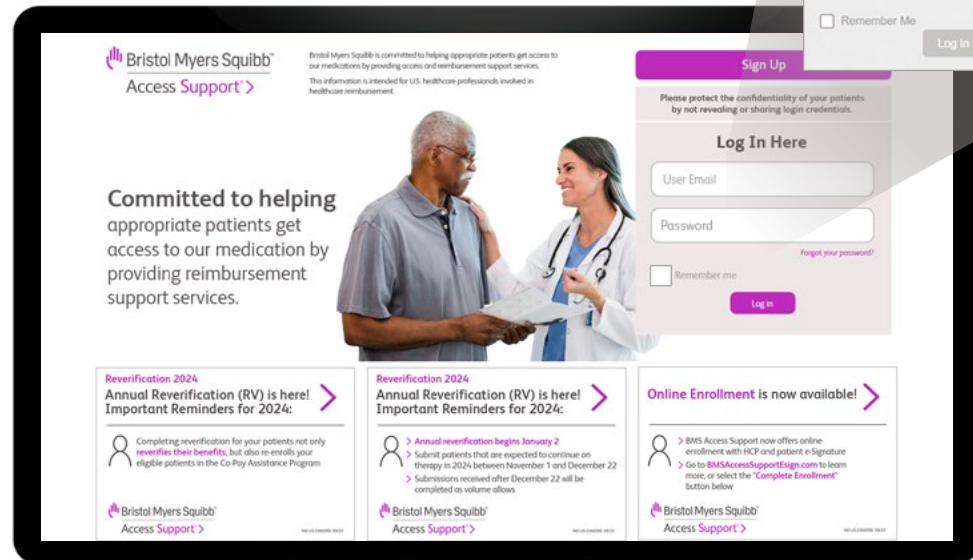 Remember Me
Log In
Bristol Myers Squibb™
Access Support®
Bristol Myers Squibb is committed to helping appropriate patients get access to
our medications by providing access and reimbursement support services.
This information is intended for U.S. healthcare professionals involved in
healthcare reimbursement.
Sign Up
Please protect the confidentiality of your patients
by not revealing or sharing login credentials.
Log In Here
User Email
Password
Forgot your password?
Remember me
Log in
Committed to helping
appropriate patients get
access to our medication by
providing reimbursement
support services.
Reverification 2024
Annual Reverification (RV) is here!
Important Reminders for 2024:
Completing reverification for your patients not only
reverifies their benefits, but also re-enrolls your
eligible patients in the Co-Pay Assistance Program
Bristol Myers Squibb™
Access Support®
Reverification 2024
Annual Reverification (RV) is here!
Important Reminders for 2024:
> Annual reverification begins January 2
> Submit patients that are expected to continue on
therapy in 2024 between November 1 and December 22
> Submissions received after December 22 will be
completed as volume allows
Bristol Myers Squibb™
Access Support®
Online Enrollment is now available!
> BMS Access Support now offers online
enrollment with HCP and patient e-Signature
> Go to BMSAccessSupportEsign.com to learn
more, or select the "Complete Enrollment"
button below
Bristol Myers Squibb™
Access Support®